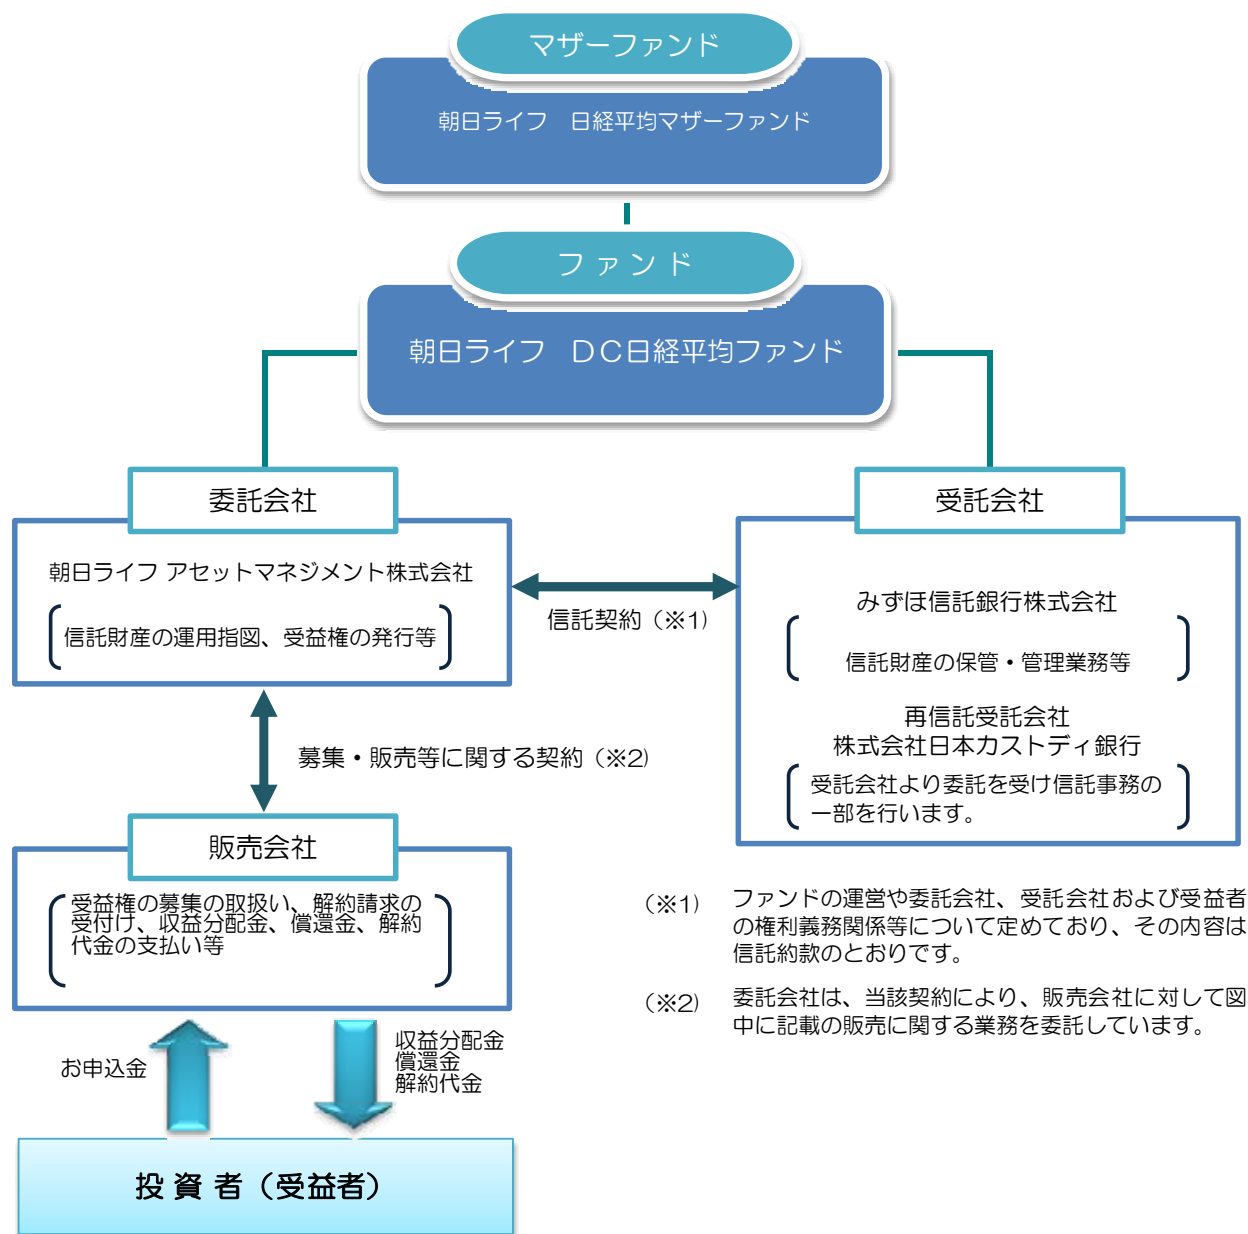 マザーファンド
朝日ライフ　日経平均マザーファンド
ファンド
朝日ライフ　ＤＣ日経平均ファンド
委託会社
朝日ライフ アセットマネジメント株式会社
信託財産の運用指図、受益権の発行等
信託契約（※1）
受託会社
みずほ信託銀行株式会社
信託財産の保管・管理業務等
再信託受託会社
株式会社日本カストディ銀行
受託会社より委託を受け信託事務の
一部を行います。
募集・販売等に関する契約（※2）
販売会社
受益権の募集の取扱い、解約請求の
受付け、収益分配金、償還金、解約
代金の支払い等
（※1）　ファンドの運営や委託会社、受託会社および受益者
の権利義務関係等について定めており、その内容は
信託約款のとおりです。
（※2）　委託会社は、当該契約により、販売会社に対して図
中に記載の販売に関する業務を委託しています。
お申込金
収益分配金
償還金
解約代金
投 資 者（受益者）